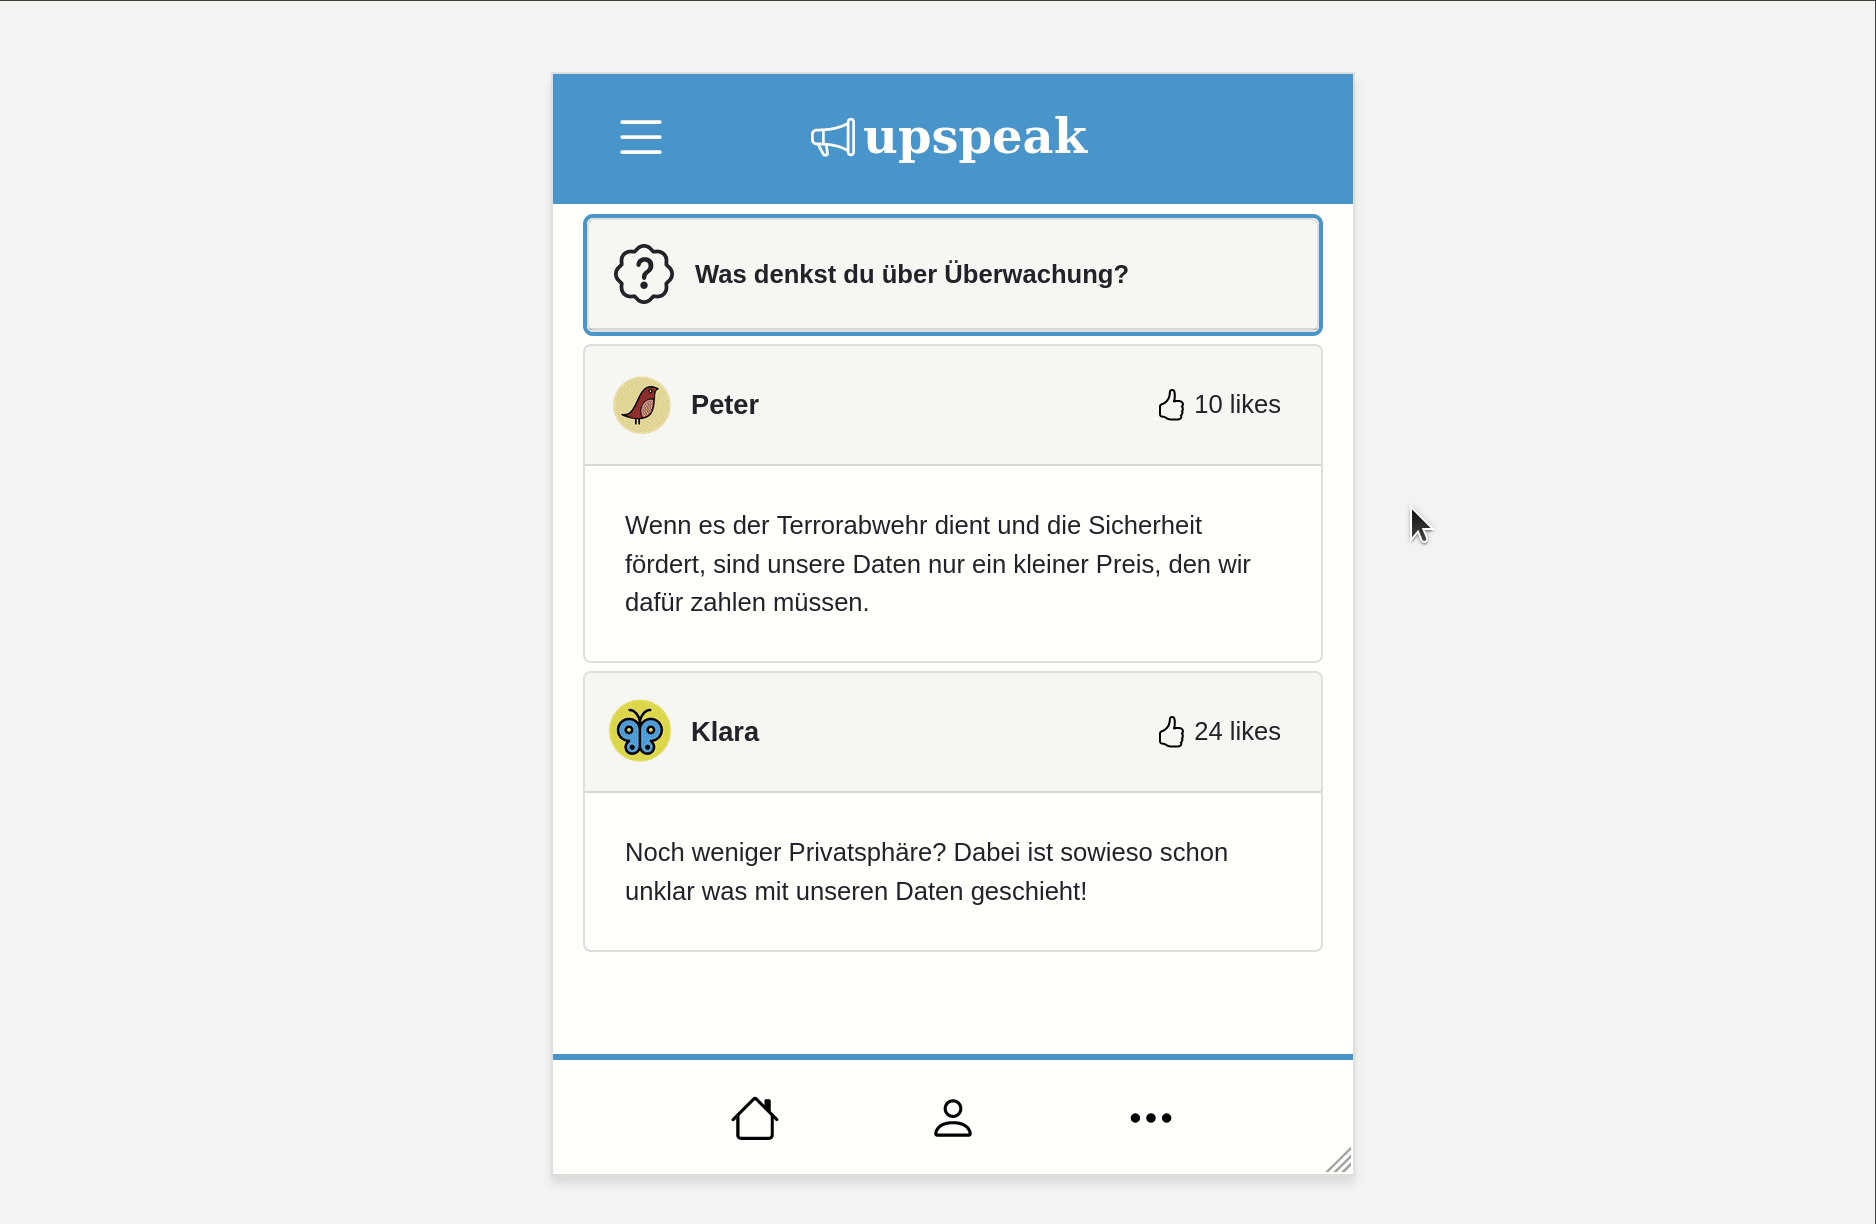 upspeak
Was denkst du über Überwachung?
Peter
10 likes
Wenn es der Terrorabwehr dient und die Sicherheit
fördert, sind unsere Daten nur ein kleiner Preis, den wir
dafür zahlen müssen.
Klara
24 likes
Noch weniger Privatsphäre? Dabei ist sowieso schon
unklar was mit unseren Daten geschieht!